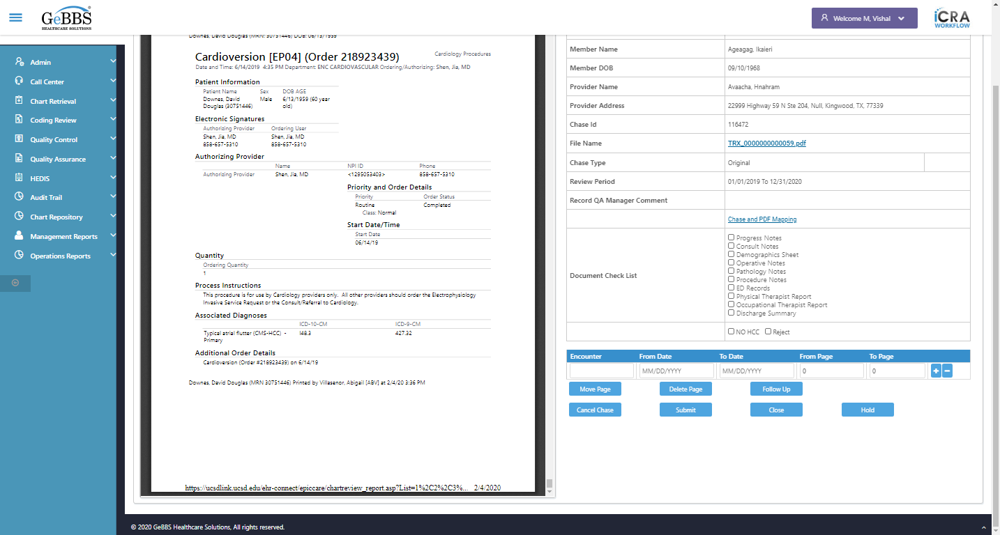 GeBBS
HEALTHCARE SOLUTIONS
Welcome M, Vishal
iCRA
WORKFLOW
Admin
Call Center
Chart Retrieval
Coding Review
Quality Control
Quality Assurance
HEDIS
Audit Trail
Chart Repository
Management Reports
Operations Reports
Downes, David Douglas (MRN: 30751446) DOB: 06/13/1959
Cardioversion [EP04] (Order 218923439)
Cardiology Procedures
Date and Time: 6/14/2019 4:35 PM Department: ENC CARDIOVASCULAR Ordering/Authorizing: Shen, Jia, MD
Patient Information
Patient Name Sex DOB AGE
Downes, David Male 6/13/1959 (60 year
Douglas (30751446) old)
Electronic Signatures
Authorizing Provider Ordering User
Shen, Jia, MD Shen, Jia, MD
858-657-5310 858-657-5310
Authorizing Provider
Name NPI ID Phone
Authorizing Provider Shen, Jia, MD <1295053403> 858-657-5310
Priority and Order Details
Priority Order Status
Routine Completed
Class: Normal
Start Date/Time
Start Date
06/14/19
Quantity
Ordering Quantity
1
Process Instructions
This procedure is for use by Cardiology providers only. All other providers should order the Electrophysiology
Invasive Service Request or the Consult/Referral to Cardiology.
Associated Diagnoses
ICD-10-CM ICD-9-CM
Typical atrial flutter (CMS-HCC) - I48.3 427.32
Primary
Additional Order Details
Cardioversion (Order #218923439) on 6/14/19
Downes, David Douglas (MRN 30751446) Printed by Villasenor, Abigail [ABV] at 2/4/20 3:36 PM
https://ucsdlink.ucsd.edu/ehr-connect/epiccare/chartreview_report.asp?List=1%2C2%2C3%... 2/4/2020
Member Name Ageagag, Ikaieri
Member DOB 09/10/1968
Provider Name Avaacha, Hnahram
Provider Address 22999 Highway 59 N Ste 204, Null, Kingwood, TX, 77339
Chase Id 116472
File Name TRX_0000000000059.pdf
Chase Type Original
Review Period 01/01/2019 To 12/31/2020
Record QA Manager Comment
Chase and PDF Mapping
Document Check List
Progress Notes
Consult Notes
Demographics Sheet
Operative Notes
Pathology Notes
Procedure Notes
ED Records
Physical Therapist Report
Occupational Therapist Report
Discharge Summary
NO HCC Reject
Encounter From Date To Date From Page To Page
MM/DD/YYYY MM/DD/YYYY 0 0
Move Page Delete Page Follow Up
Cancel Chase Submit Close Hold
© 2020 GeBBS Healthcare Solutions, All rights reserved.